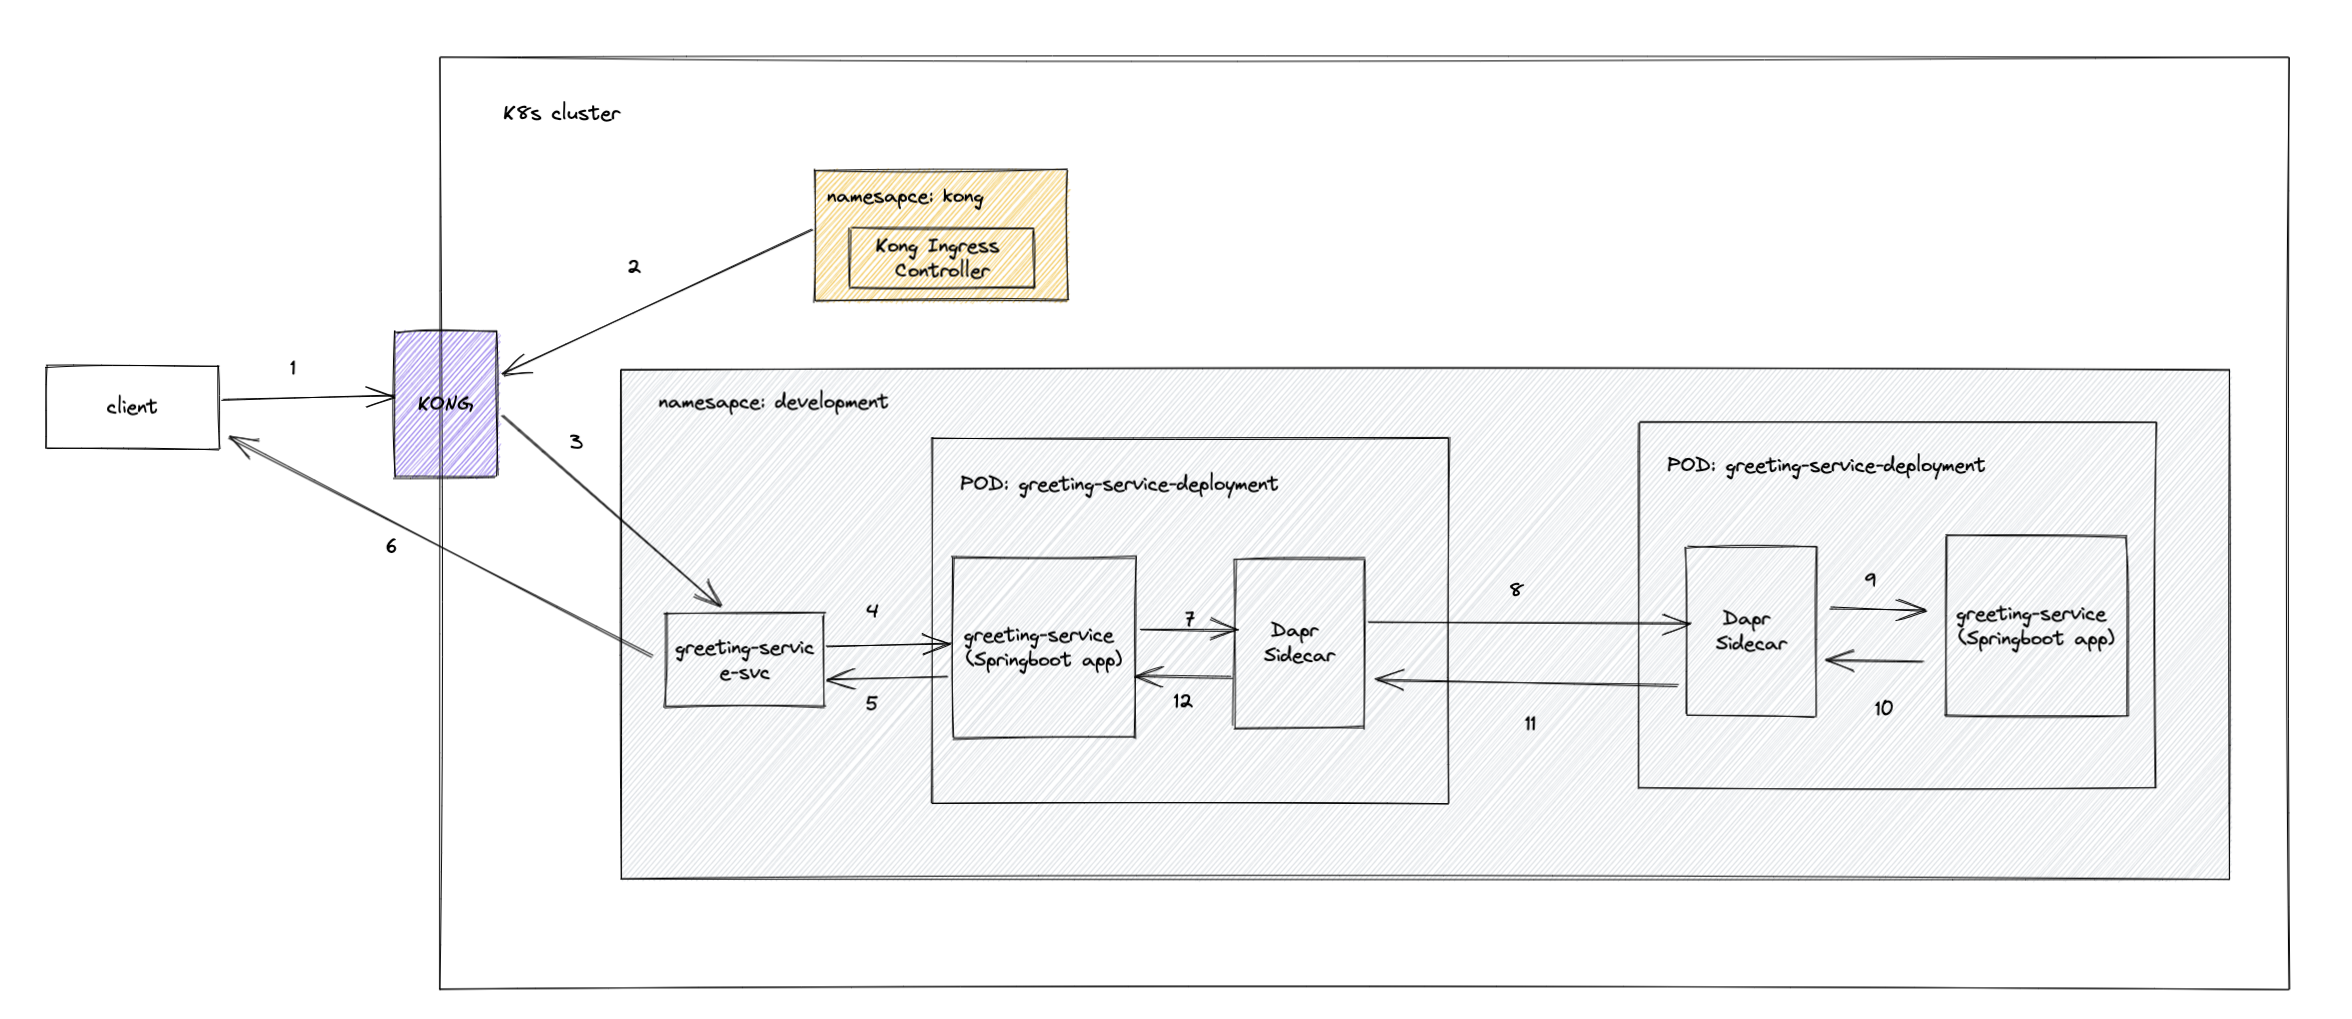 K8s cluster
namesapce: kong
Kong Ingress
Controller
2
1
client
KONG
3
6
namesapce: development
greeting-servic
e-svc
4
5
POD: greeting-service-deployment
greeting-service
(Springboot app)
7
12
Dapr
Sidecar
8
11
POD: greeting-service-deployment
Dapr
Sidecar
9
10
greeting-service
(Springboot app)